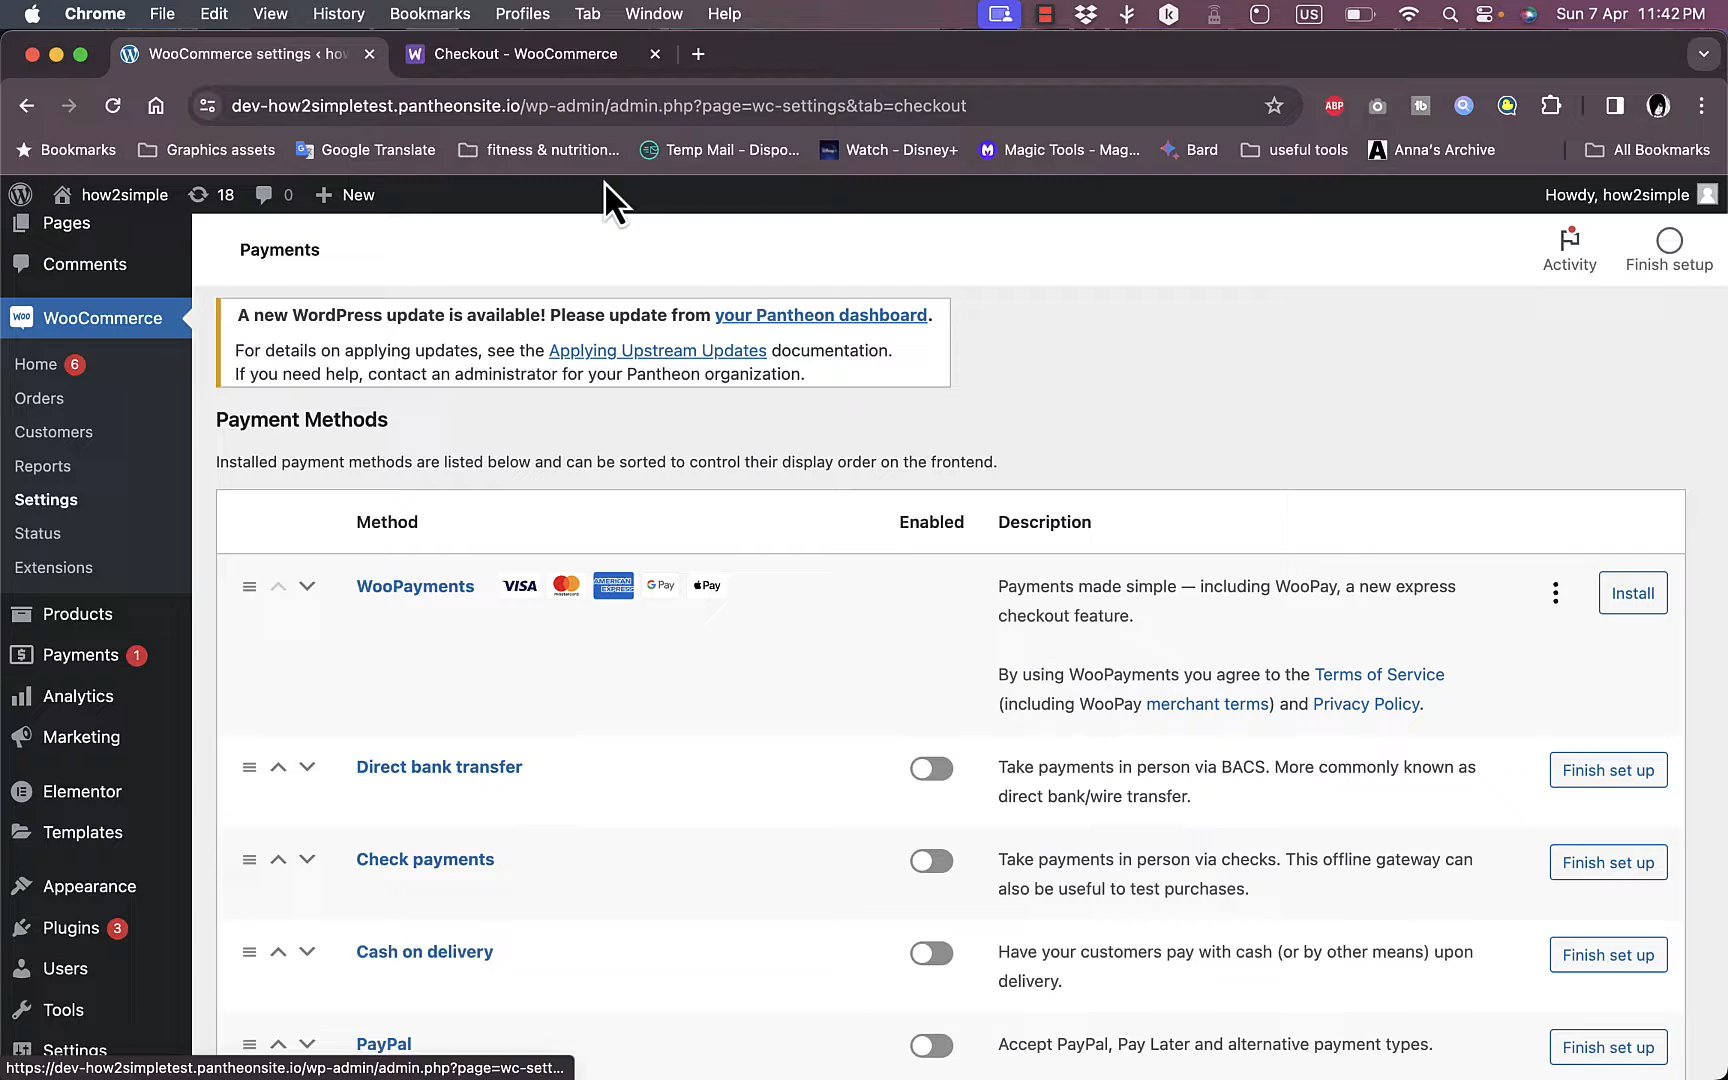 Chrome File Edit View History Bookmarks Profiles Tab Window Help US Sun 7 Apr 11:42 PM
WooCommerce settings ‹ how Checkout - WooCommerce
dev-how2simpletest.pantheonsite.io/wp-admin/admin.php?page=wc-settings&tab=checkout ABP tb
Bookmarks Graphics assets Google Translate fitness & nutrition... Temp Mail - Dispo... Watch - Disney+ Magic Tools - Mag... Bard useful tools Anna's Archive All Bookmarks
how2simple 18 0 New Howdy, how2simple
Pages
Comments
WooCommerce
Home 6
Orders
Customers
Reports
Settings
Status
Extensions
Products
Payments 1
Analytics
Marketing
Elementor
Templates
Appearance
Plugins 3
Users
Tools
Settings
Payments
Activity
Finish setup
A new WordPress update is available! Please update from your Pantheon dashboard.
For details on applying updates, see the Applying Upstream Updates documentation.
If you need help, contact an administrator for your Pantheon organization.
Payment Methods
Installed payment methods are listed below and can be sorted to control their display order on the frontend.
Method Enabled Description
WooPayments VISA mastercard AMERICAN EXPRESS G Pay Pay Payments made simple — including WooPay, a new express Install
checkout feature.
By using WooPayments you agree to the Terms of Service
(including WooPay merchant terms) and Privacy Policy.
Direct bank transfer Take payments in person via BACS. More commonly known as Finish set up
direct bank/wire transfer.
Check payments Take payments in person via checks. This offline gateway can Finish set up
also be useful to test purchases.
Cash on delivery Have your customers pay with cash (or by other means) upon Finish set up
delivery.
PayPal Accept PayPal, Pay Later and alternative payment types. Finish set up
https://dev-how2simpletest.pantheonsite.io/wp-admin/admin.php?page=wc-sett...